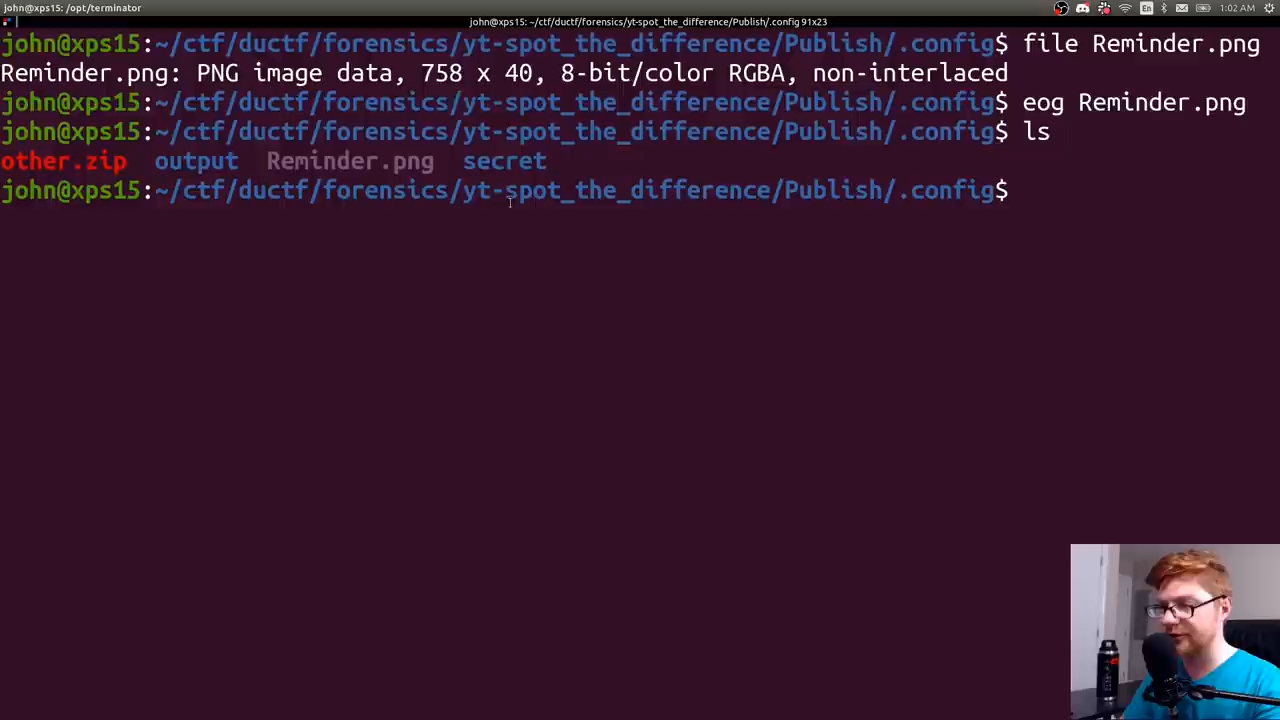 john@xps15: /opt/terminator
En
1:02 AM
john@xps15: ~/ctf/ductf/forensics/yt-spot_the_difference/Publish/.config 91x23
john@xps15:~/ctf/ductf/forensics/yt-spot_the_difference/Publish/.config$ file Reminder.png
Reminder.png: PNG image data, 758 x 40, 8-bit/color RGBA, non-interlaced
john@xps15:~/ctf/ductf/forensics/yt-spot_the_difference/Publish/.config$ eog Reminder.png
john@xps15:~/ctf/ductf/forensics/yt-spot_the_difference/Publish/.config$ ls
other.zip output Reminder.png secret
john@xps15:~/ctf/ductf/forensics/yt-spot_the_difference/Publish/.config$